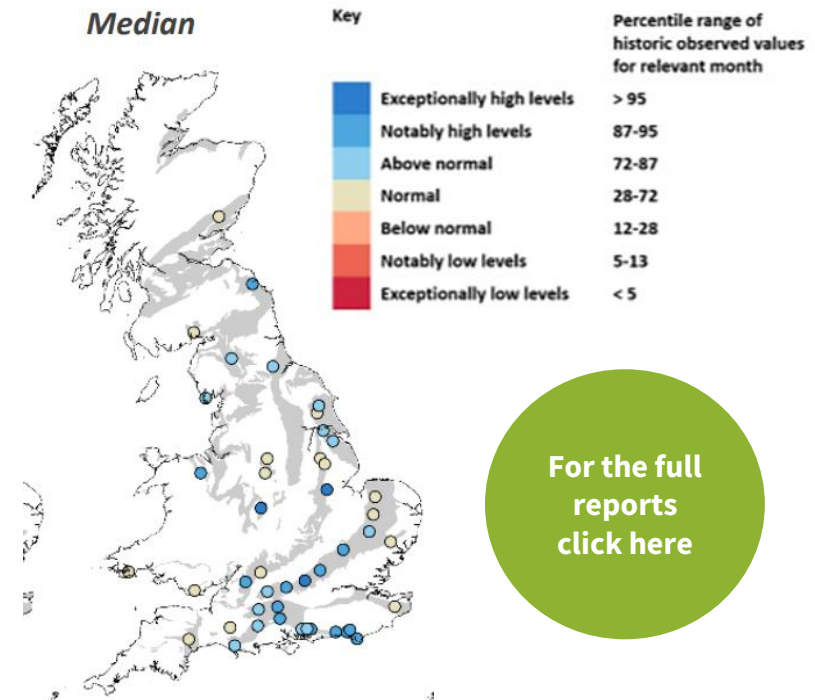 Median
Key
Percentile range of
historic observed values
for relevant month
Exceptionally high levels > 95
Notably high levels 87-95
Above normal 72-87
Normal 28-72
Below normal 12-28
Notably low levels 5-13
Exceptionally low levels < 5
For the full
reports
click here